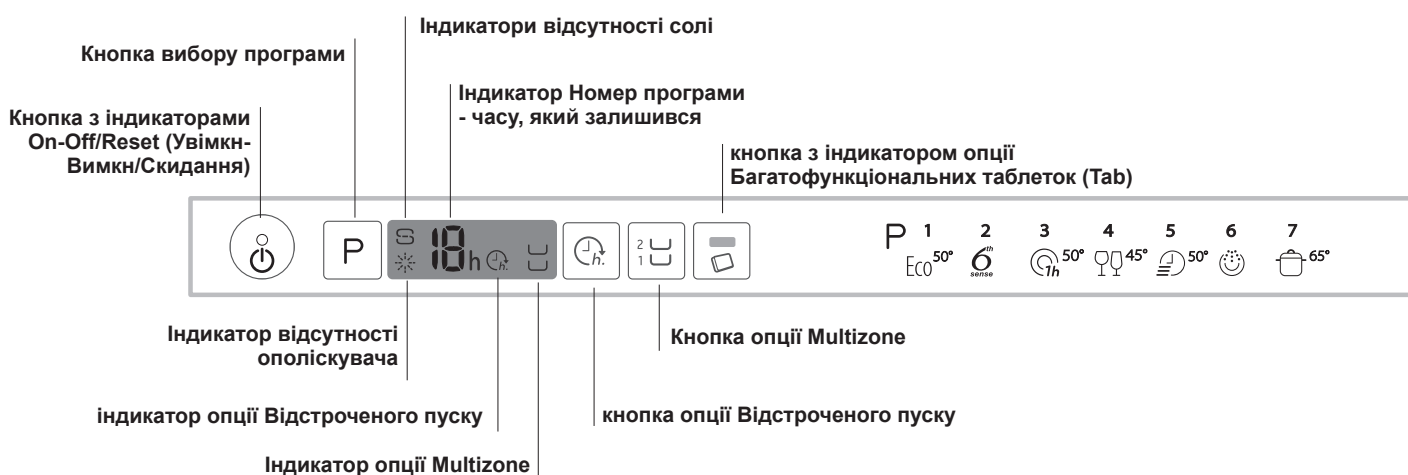 Індикатори відсутності солі
Кнопка вибору програми
Індикатор Номер програми
- часу, який залишився
Кнопка з індикаторами
On-Off/Reset (Увімкн-
Вимкн/Скидання)
кнопка з індикатором опції
Багатофункціональних таблеток (Tab)
P
18h
h.
h.
2
1
P 1 2 3 4 5 6 7
Eco 50° 6th sense 1h 50° 45° 50° 65°
Індикатор відсутності
ополіскувача
Кнопка опції Multizone
індикатор опції Відстроченого пуску
кнопка опції Відстроченого пуску
Індикатор опції Multizone